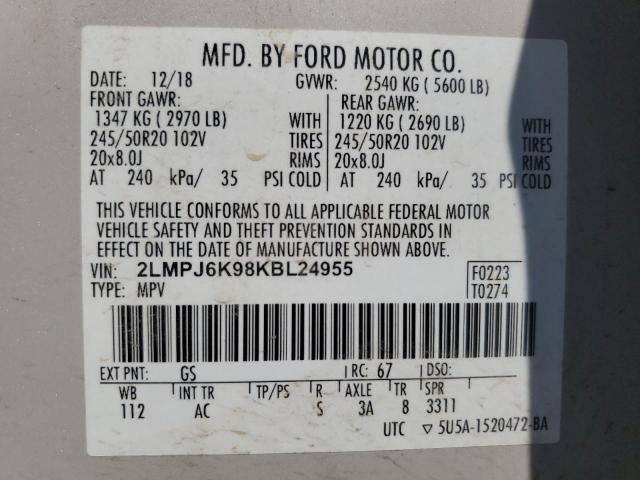 MFD. BY FORD MOTOR CO.
DATE: 12/18 GVWR: 2540 KG ( 5600 LB)
FRONT GAWR: REAR GAWR:
1347 KG ( 2970 LB) WITH 1220 KG ( 2690 LB) WITH
245/50R20 102V TIRES 245/50R20 102V TIRES
20x8.0J RIMS 20x8.0J RIMS
AT 240 kPa/ 35 PSI COLD AT 240 kPa/ 35 PSI COLD
THIS VEHICLE CONFORMS TO ALL APPLICABLE FEDERAL MOTOR
VEHICLE SAFETY AND THEFT PREVENTION STANDARDS IN
EFFECT ON THE DATE OF MANUFACTURE SHOWN ABOVE.
VIN: 2LMPJ6K98KBL24955 F0223
TYPE: MPV T0274
EXT PNT: GS RC: 67 DSO:
WB INT TR TP/PS R AXLE TR SPR
112 AC S 3A 8 3311
UTC ▽ 5U5A-1520472-BA